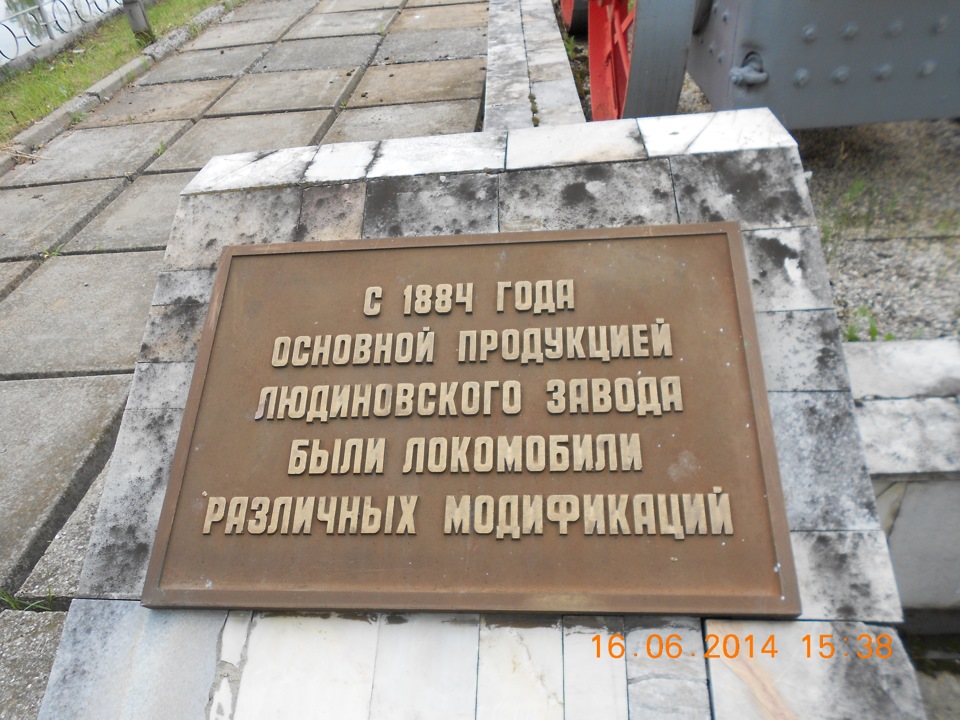 С 1884 ГОДА
ОСНОВНОЙ ПРОДУКЦИЕЙ
ЛЮДИНОВСКОГО ЗАВОДА
БЫЛИ ЛОКОМОБИЛИ
РАЗЛИЧНЫХ МОДИФИКАЦИЙ
16.06.2014 15:38